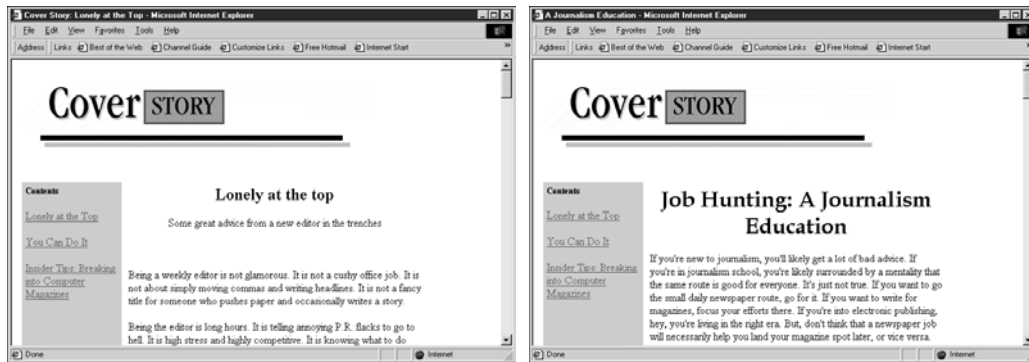 Cover Story: Lonely at the Top - Microsoft Internet Explorer
File Edit View Favorites Tools Help
Address Links Best of the Web Channel Guide Customize Links Free Hotmail Internet Start
Cover STORY
Contents
Lonely at the Top
You Can Do It
Insider Tips: Breaking
into Computer
Magazines
Lonely at the top
Some great advice from a new editor in the trenches
Being a weekly editor is not glamorous. It is not a cushy office job. It is
not about simply moving commas and writing headlines. It is not a fancy
title for someone who pushes paper and occasionally writes a story.
Being the editor is long hours. It is telling annoying P.R. flacks to go to
hell. It is high stress and highly competitive. It is knowing what to do
Done
Internet
A Journalism Education - Microsoft Internet Explorer
File Edit View Favorites Tools Help
Address Links Best of the Web Channel Guide Customize Links Free Hotmail Internet Start
Cover STORY
Contents
Lonely at the Top
You Can Do It
Insider Tips: Breaking
into Computer
Magazines
Job Hunting: A Journalism
Education
If you're new to journalism, you'll likely get a lot of bad advice. If
you're in journalism school, you're likely surrounded by a mentality that
the same route is good for everyone. It's just not true. If you want to go
the small daily newspaper route, go for it. If you want to write for
magazines, focus your efforts there. If you're into electronic publishing,
hey, you're living in the right era. But, don't think that a newspaper job
will necessarily help you land your magazine spot later, or vice versa.
Done
Internet